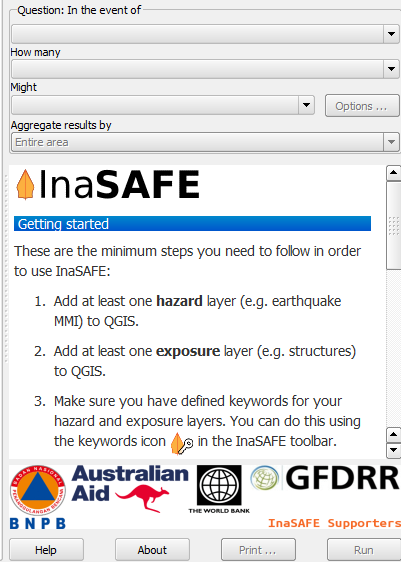 Question: In the event of
How many
Might
Options ...
Aggregate results by
Entire area
InaSAFE
Getting started
These are the minimum steps you need to follow in order
to use InaSAFE:
1. Add at least one hazard layer (e.g. earthquake
MMI) to QGIS.
2. Add at least one exposure layer (e.g. structures)
to QGIS.
3. Make sure you have defined keywords for your
hazard and exposure layers. You can do this using
the keywords icon in the InaSAFE toolbar.
BADAN NASIONAL
PENANGGULANGAN BENCANA
BNPB
Australian
Aid
THE WORLD BANK
GFDRR
InaSAFE Supporters
Help
About
Print ...
Run